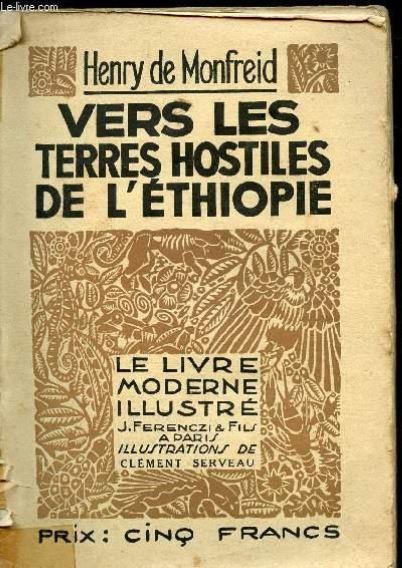 Le-livre.com
Henry de Monfreid
VERS LES
TERRES HOSTILES
DE L'ÉTHIOPIE
LE LIVRE
MODERNE
ILLUSTRÉ
J. FERENCZI & FILS
A PARIS
ILLUSTRATIONS DE
CLÉMENT SERVEAU
PRIX : CINQ FRANCS